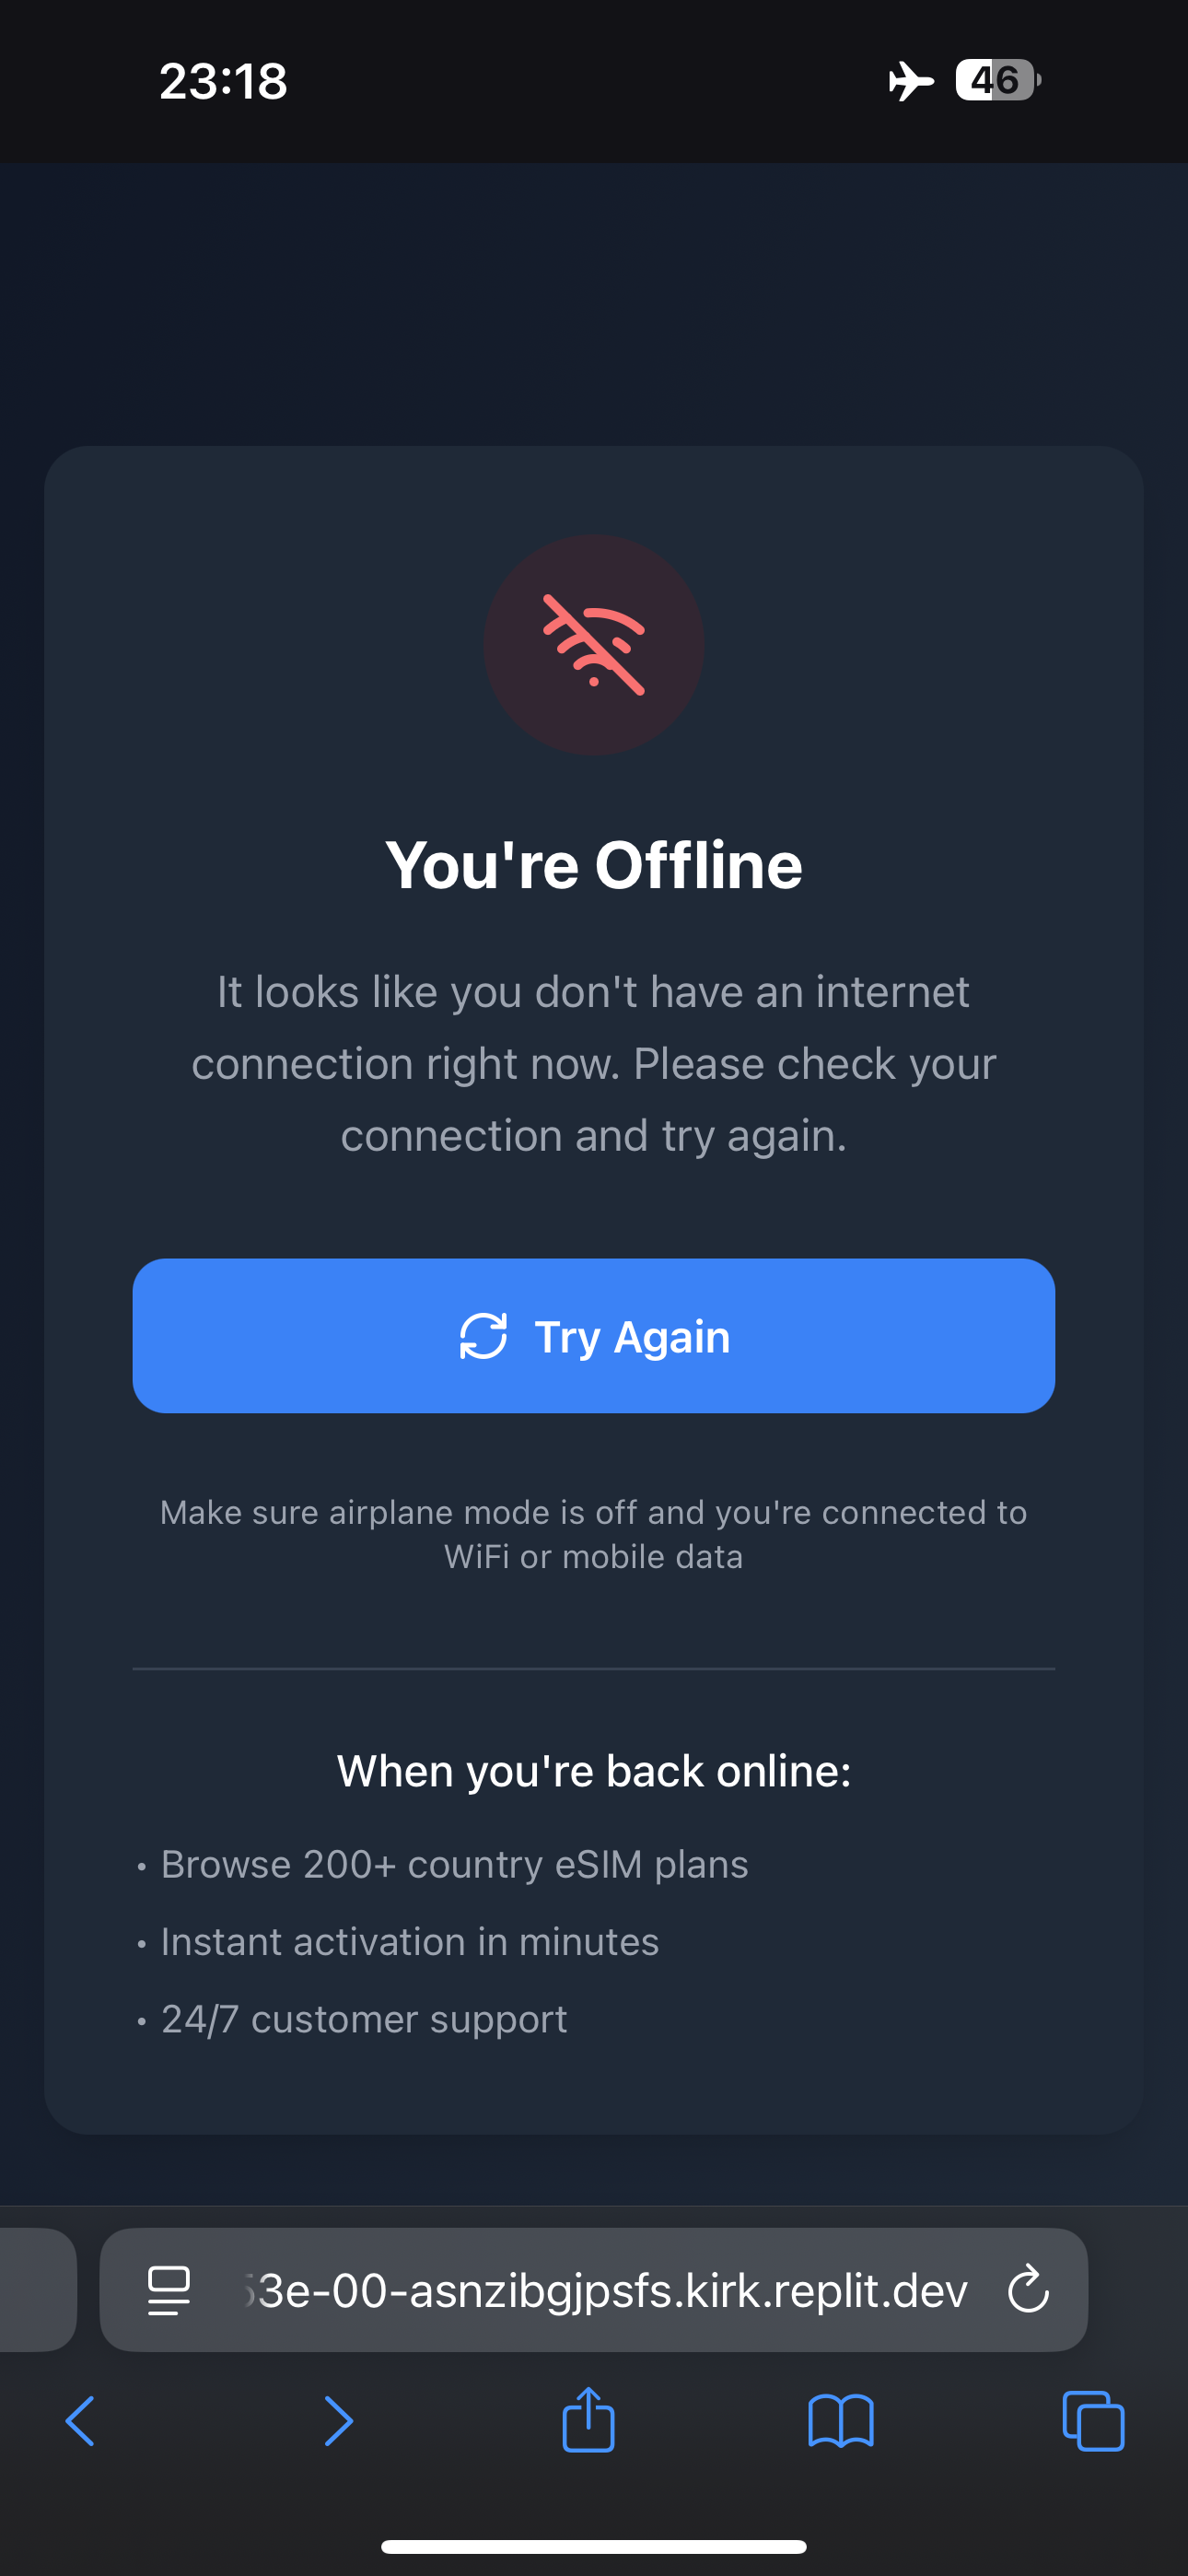 23:18
46
You're Offline
It looks like you don't have an internet
connection right now. Please check your
connection and try again.
Try Again
Make sure airplane mode is off and you're connected to
WiFi or mobile data
When you're back online:
• Browse 200+ country eSIM plans
• Instant activation in minutes
• 24/7 customer support
3e-00-asnzibgjpsfs.kirk.replit.dev